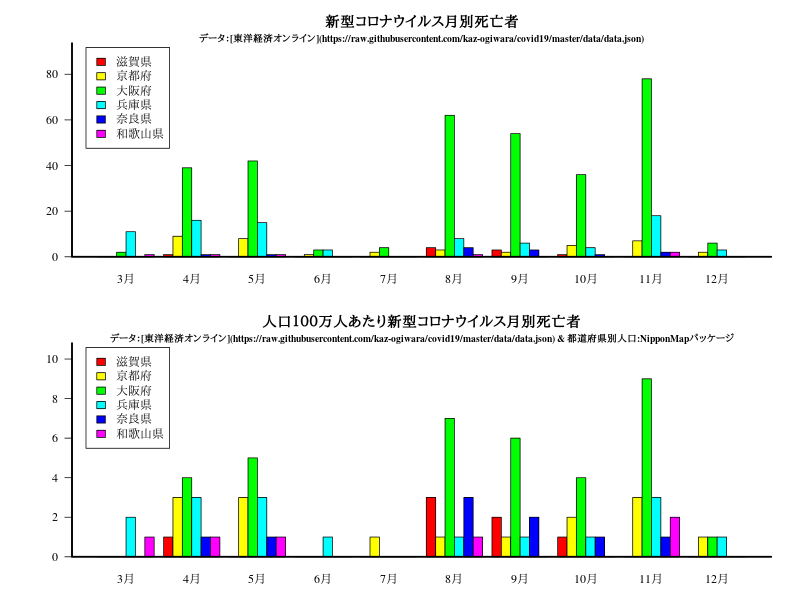 新型コロナウイルス月別死亡者
データ:[東洋経済オンライン](https://raw.githubusercontent.com/kaz-ogiwara/covid19/master/data/data.json)
滋賀県
京都府
大阪府
兵庫県
奈良県
和歌山県
80
60
40
20
0
3月 4月 5月 6月 7月 8月 9月 10月 11月 12月
人口100万人あたり新型コロナウイルス月別死亡者
データ:[東洋経済オンライン](https://raw.githubusercontent.com/kaz-ogiwara/covid19/master/data/data.json) & 都道府県別人口:NipponMapパッケージ
滋賀県
京都府
大阪府
兵庫県
奈良県
和歌山県
10
8
6
4
2
0
3月 4月 5月 6月 7月 8月 9月 10月 11月 12月